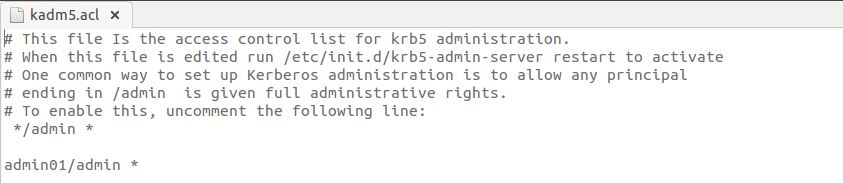 kadm5.acl ×
# This file Is the access control list for krb5 administration.
# When this file is edited run /etc/init.d/krb5-admin-server restart to activate
# One common way to set up Kerberos administration is to allow any principal
# ending in /admin  is given full administrative rights.
# To enable this, uncomment the following line:
 */admin *
admin01/admin *